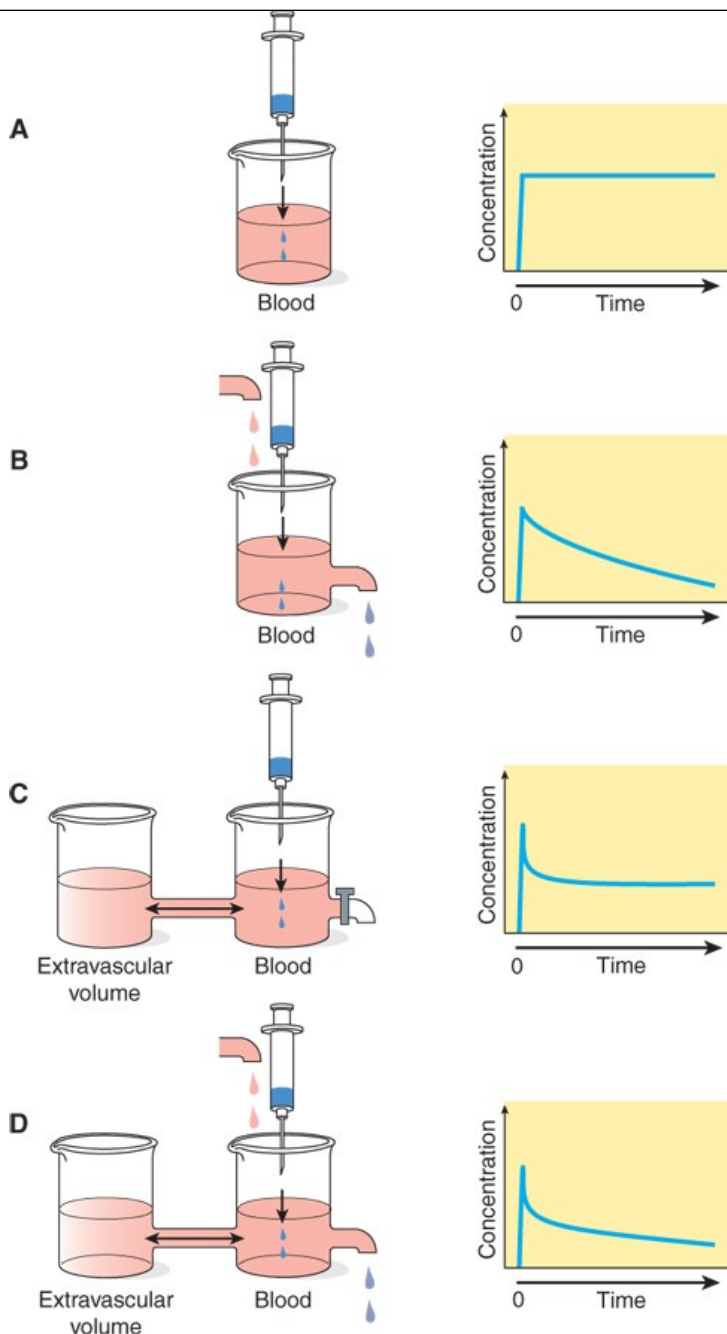 A
Blood
Concentration
0
Time
B
Blood
Concentration
0
Time
C
Extravascular
volume
Blood
Concentration
0
Time
D
Extravascular
volume
Blood
Concentration
0
Time